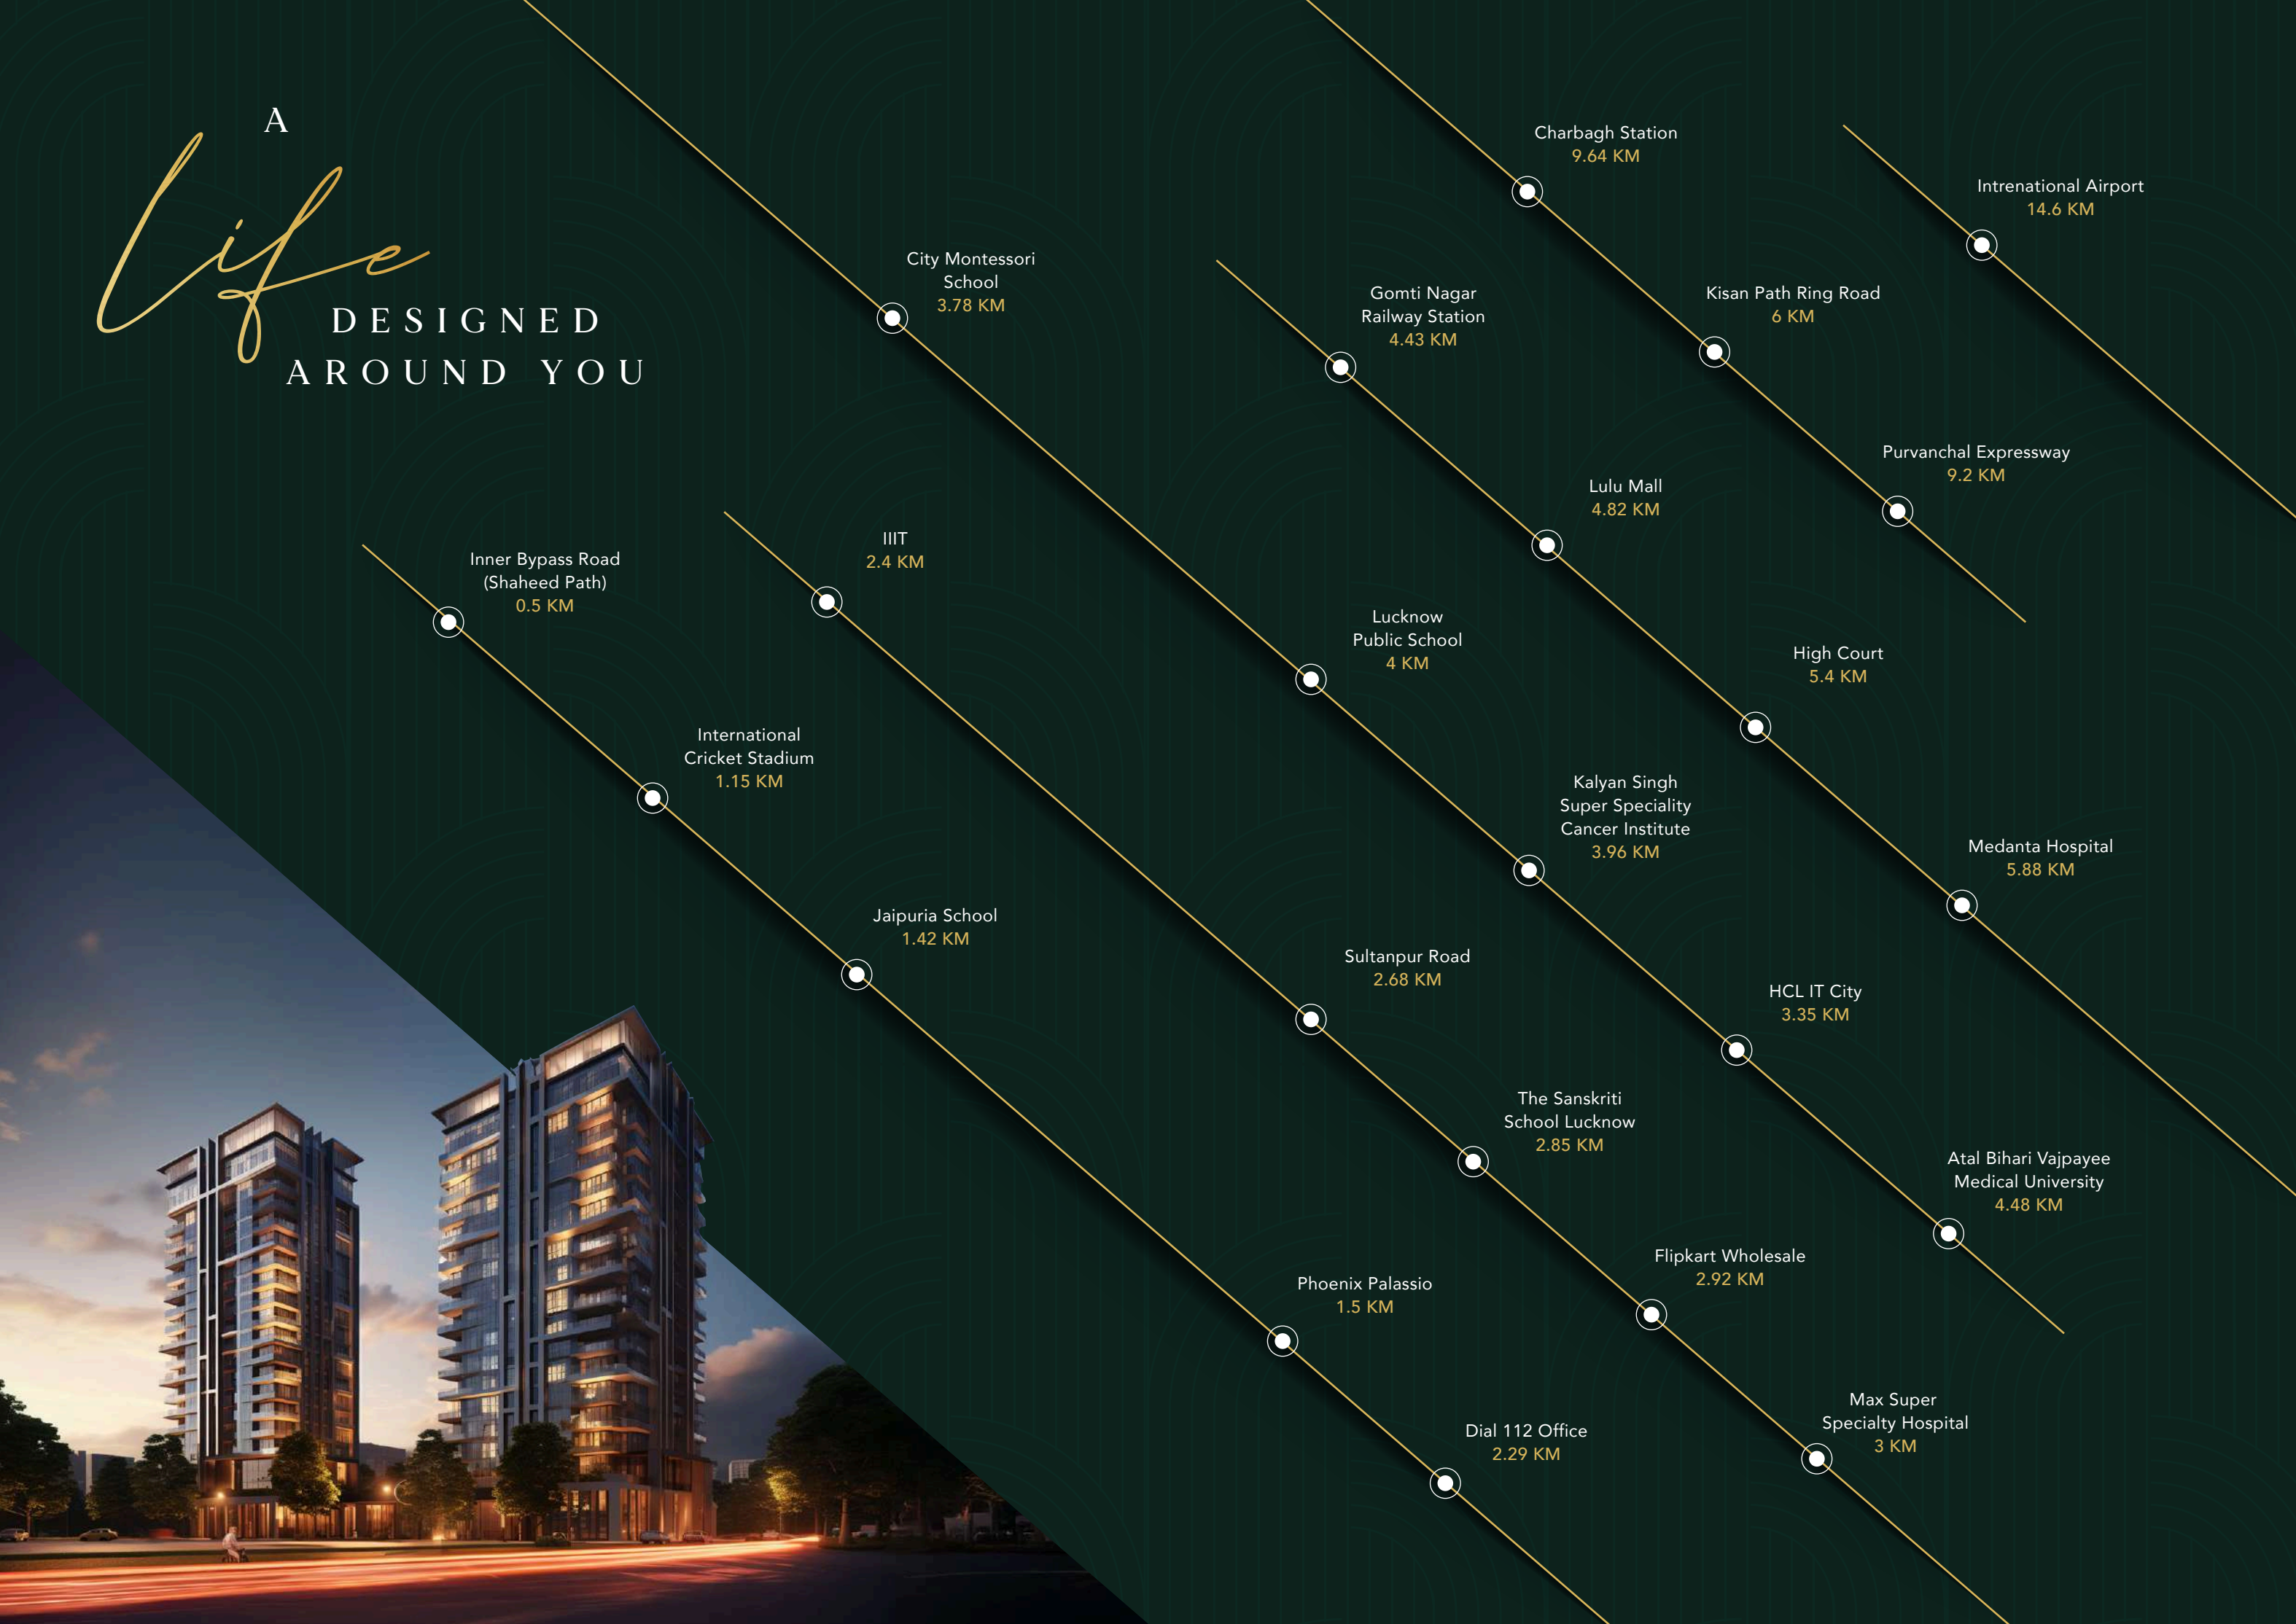 A
Life
DESIGNED
AROUND YOU
Inner Bypass Road
(Shaheed Path)
0.5 KM
International
Cricket Stadium
1.15 KM
Jaipuria School
1.42 KM
Phoenix Palassio
1.5 KM
Dial 112 Office
2.29 KM
IIIT
2.4 KM
Sultanpur Road
2.68 KM
The Sanskriti
School Lucknow
2.85 KM
Flipkart Wholesale
2.92 KM
Max Super
Specialty Hospital
3 KM
City Montessori
School
3.78 KM
Lucknow
Public School
4 KM
Kalyan Singh
Super Speciality
Cancer Institute
3.96 KM
HCL IT City
3.35 KM
Atal Bihari Vajpayee
Medical University
4.48 KM
Gomti Nagar
Railway Station
4.43 KM
Lulu Mall
4.82 KM
High Court
5.4 KM
Medanta Hospital
5.88 KM
Charbagh Station
9.64 KM
Kisan Path Ring Road
6 KM
Purvanchal Expressway
9.2 KM
Intrenational Airport
14.6 KM